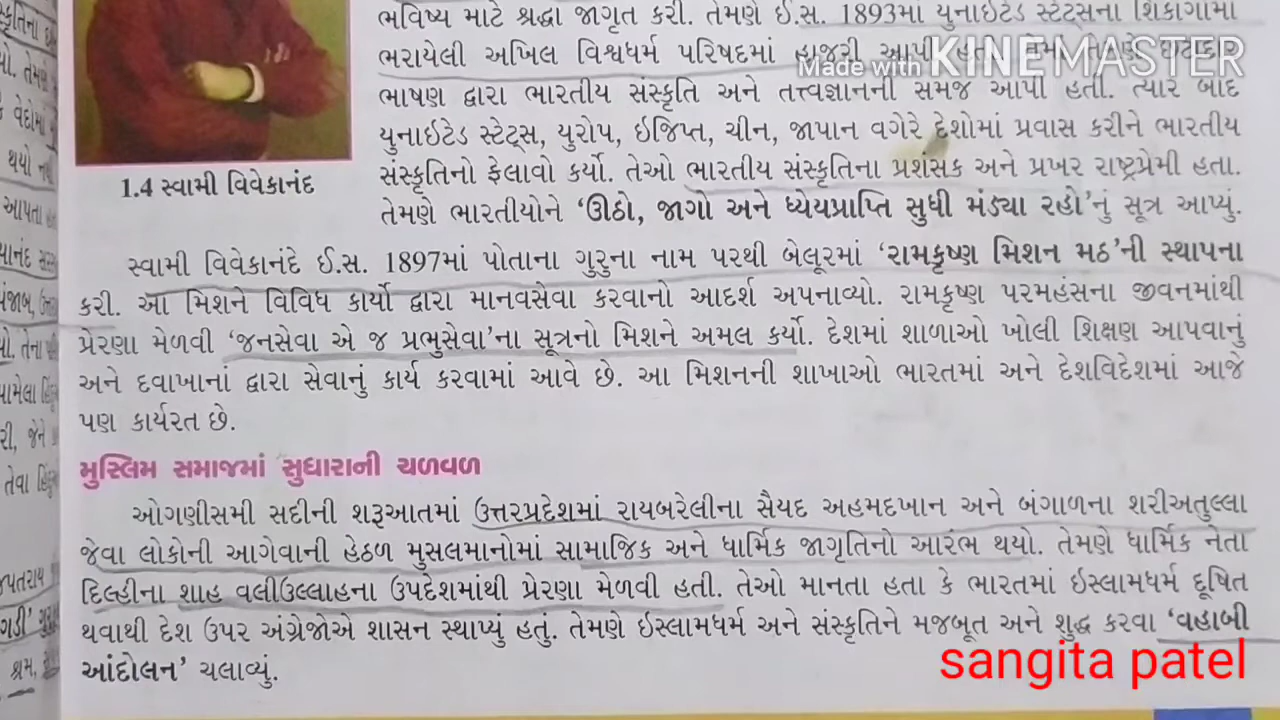 ભવિષ્ય માટે શ્રદ્ધા જાગૃત કરી. તેમણે ઈ.સ. 1893માં યુનાઇટેડ સ્ટેટ્સના શિકાગોમાં
ભરાયેલી અખિલ વિશ્વધર્મ પરિષદમાં હાજરી આપી હતી.
Made with KINEMASTER
ભાષણ દ્વારા ભારતીય સંસ્કૃતિ અને તત્ત્વજ્ઞાનની સમજ આપી હતી. ત્યાર બાદ
યુનાઇટેડ સ્ટેટ્સ, યુરોપ, ઇજિપ્ત, ચીન, જાપાન વગેરે દેશોમાં પ્રવાસ કરીને ભારતીય
સંસ્કૃતિનો ફેલાવો કર્યો. તેઓ ભારતીય સંસ્કૃતિના પ્રશંસક અને પ્રખર રાષ્ટ્રપ્રેમી હતા.
તેમણે ભારતીયોને ‘ઊઠો, જાગો અને ધ્યેયપ્રાપ્તિ સુધી મંડ્યા રહો’નું સૂત્ર આપ્યું.
1.4 સ્વામી વિવેકાનંદ
સ્વામી વિવેકાનંદે ઈ.સ. 1897માં પોતાના ગુરુના નામ પરથી બેલૂરમાં ‘રામકૃષ્ણ મિશન મઠ’ની સ્થાપના
કરી. આ મિશને વિવિધ કાર્યો દ્વારા માનવસેવા કરવાનો આદર્શ અપનાવ્યો. રામકૃષ્ણ પરમહંસના જીવનમાંથી
પ્રેરણા મેળવી ‘જનસેવા એ જ પ્રભુસેવા’ના સૂત્રનો મિશને અમલ કર્યો. દેશમાં શાળાઓ ખોલી શિક્ષણ આપવાનું
અને દવાખાનાં દ્વારા સેવાનું કાર્ય કરવામાં આવે છે. આ મિશનની શાખાઓ ભારતમાં અને દેશવિદેશમાં આજે
પણ કાર્યરત છે.
મુસ્લિમ સમાજમાં સુધારાની ચળવળ
ઓગણીસમી સદીની શરૂઆતમાં ઉત્તરપ્રદેશમાં રાયબરેલીના સૈયદ અહમદખાન અને બંગાળના શરીઅતુલ્લા
જેવા લોકોની આગેવાની હેઠળ મુસલમાનોમાં સામાજિક અને ધાર્મિક જાગૃતિનો આરંભ થયો. તેમણે ધાર્મિક નેતા
દિલ્હીના શાહ વલીઉલ્લાહના ઉપદેશમાંથી પ્રેરણા મેળવી હતી. તેઓ માનતા હતા કે ભારતમાં ઇસ્લામધર્મ દૂષિત
થવાથી દેશ ઉપર અંગ્રેજોએ શાસન સ્થાપ્યું હતું. તેમણે ઇસ્લામધર્મ અને સંસ્કૃતિને મજબૂત અને શુદ્ધ કરવા ‘વહાબી
આંદોલન’ ચલાવ્યું.
sangita patel